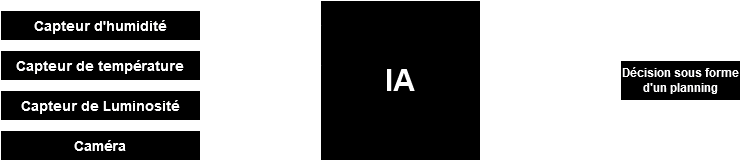 Capteur d'humidité
Capteur de température
Capteur de Luminosité
Caméra
IA
Décision sous forme
d'un planning